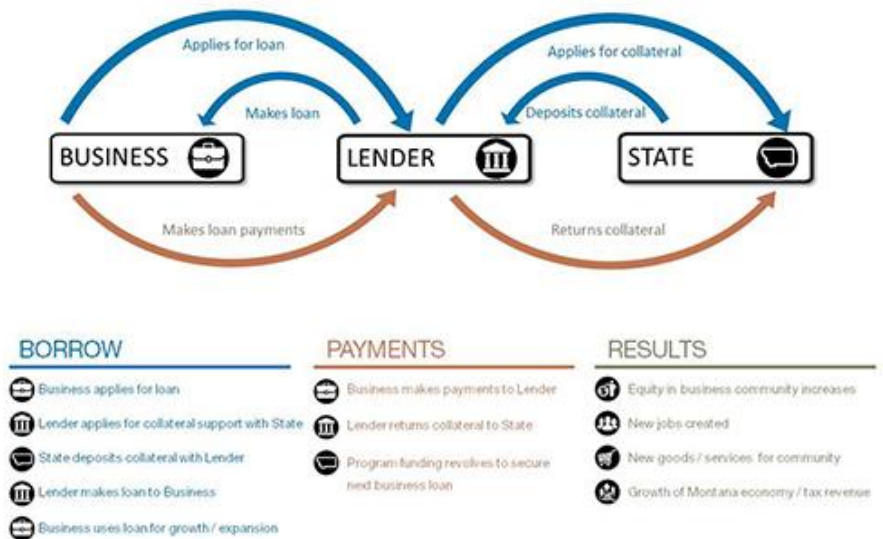 Applies for loan
Applies for collateral
Makes loan
Deposits collateral
BUSINESS
LENDER
STATE
Makes loan payments
Returns collateral
BORROW
Business applies for loan
Lender applies for collateral support with State
State deposits collateral with Lender
Lender makes loan to Business
Business uses loan for growth / expansion
PAYMENTS
Business makes payments to Lender
Lender returns collateral to State
Program funding revolves to secure
next business loan
RESULTS
Equity in business community increases
New jobs created
New goods / services for community
Growth of Montana economy / tax revenue